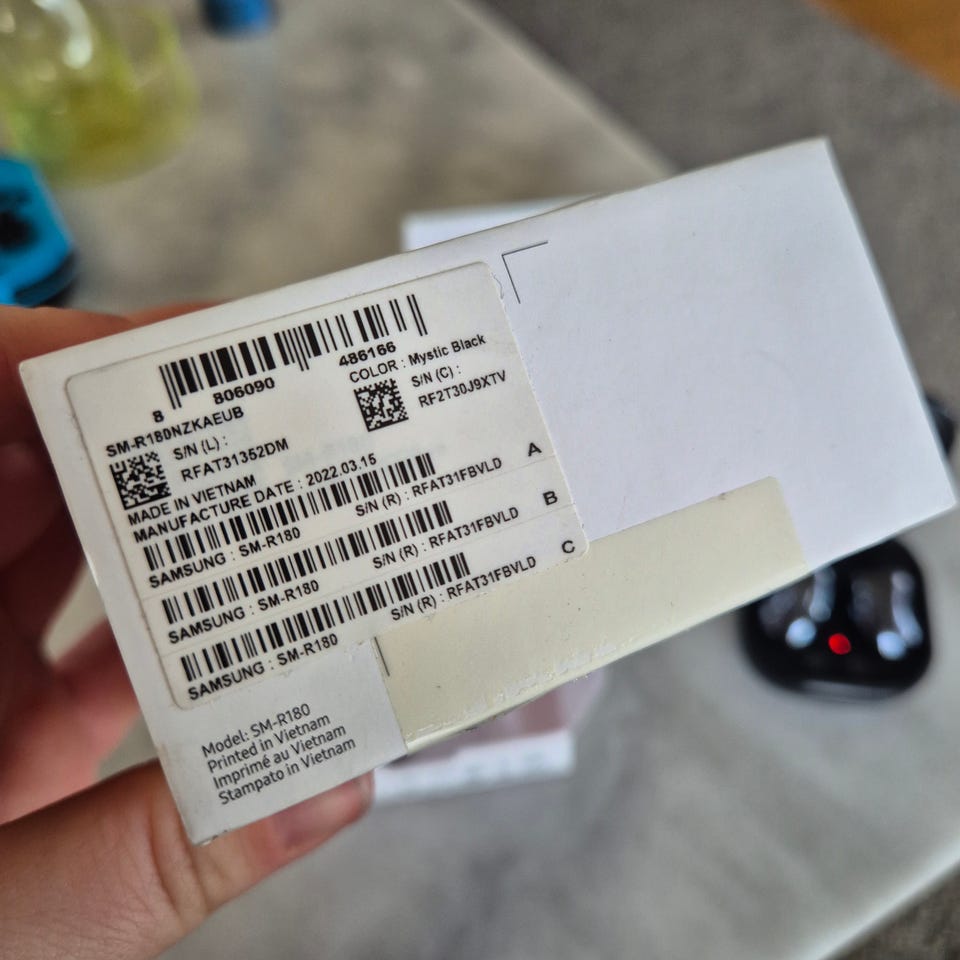 8 806090 486166
SM-R180NZKAEUB
COLOR : Mystic Black
S/N (L) :
RFAT31352DM
S/N (C) :
RF2T30J9XTV
MADE IN VIETNAM
MANUFACTURE DATE : 2022.03.15
A
SAMSUNG : SM-R180 S/N (R) : RFAT31FBVLD
B
SAMSUNG : SM-R180 S/N (R) : RFAT31FBVLD
C
SAMSUNG : SM-R180 S/N (R) : RFAT31FBVLD
Model: SM-R180
Printed in Vietnam
Imprimé au Vietnam
Stampato in Vietnam